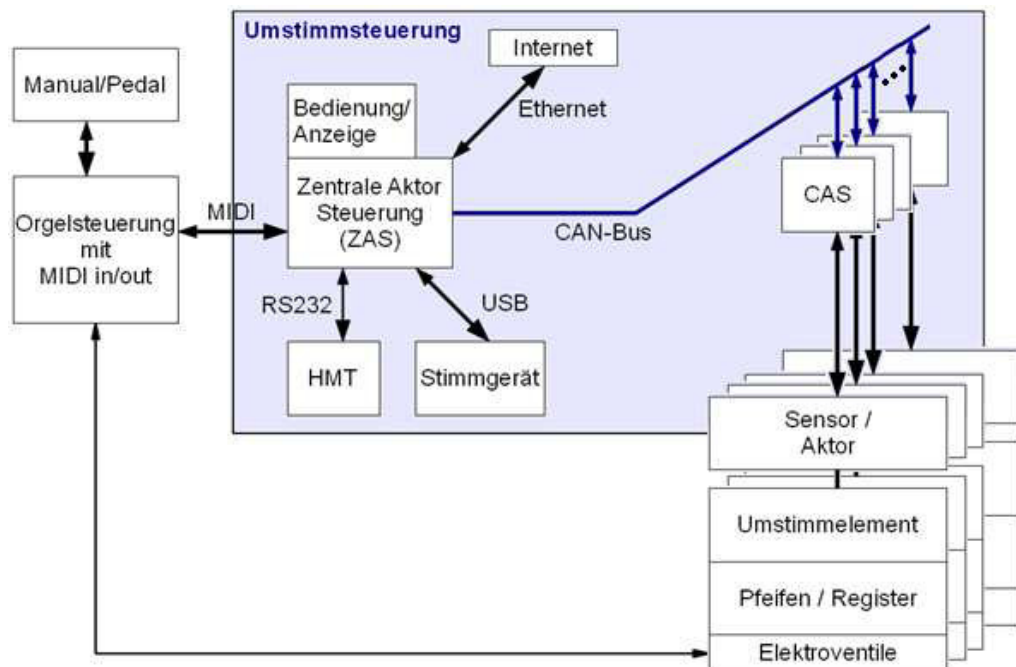 Umstimmsteuerung
Internet
Manual/Pedal
Bedienung/
Anzeige
Ethernet
Zentrale Aktor
Steuerung
(ZAS)
CAS
Orgelsteuerung
mit
MIDI in/out
MIDI
CAN-Bus
RS232
USB
HMT
Stimmgerät
Sensor /
Aktor
Umstimmelement
Pfeifen / Register
Elektroventile